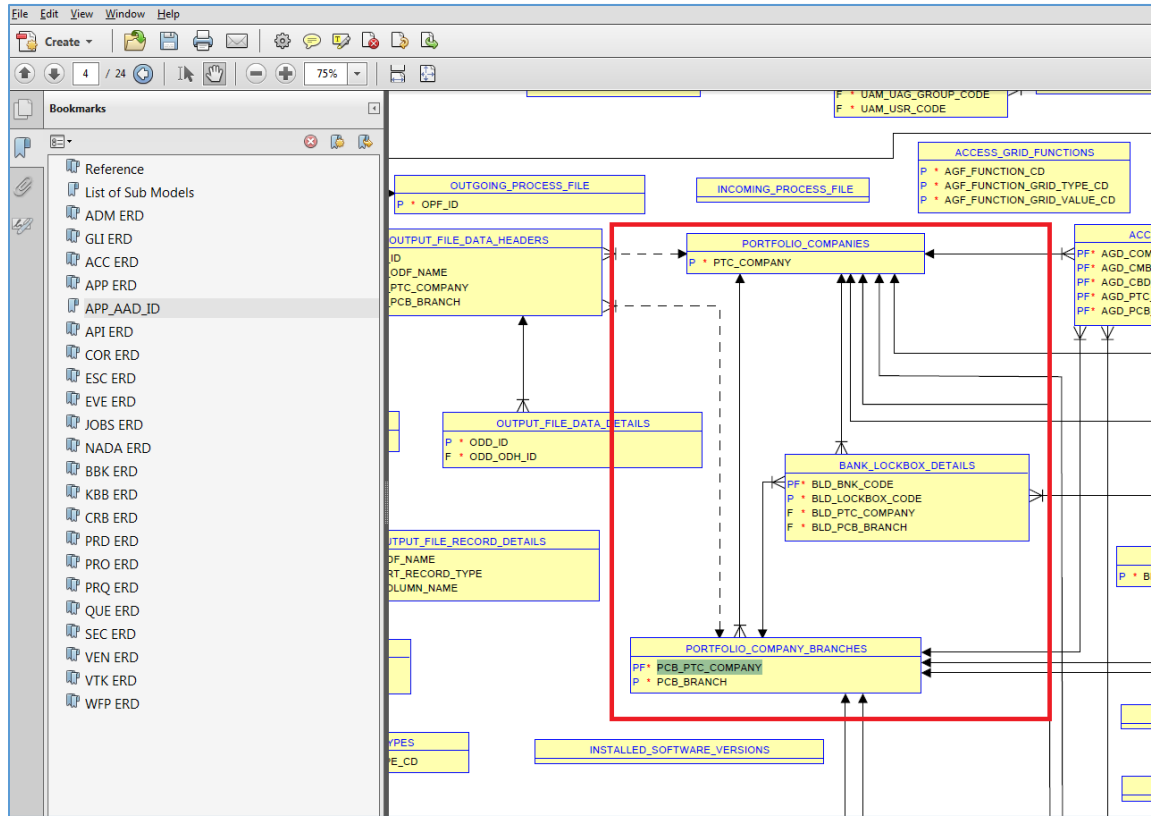 File Edit View Window Help
Create
4 / 24 75%
Bookmarks
Reference
List of Sub Models
ADM ERD
GLI ERD
ACC ERD
APP ERD
APP_AAD_ID
API ERD
COR ERD
ESC ERD
EVE ERD
JOBS ERD
NADA ERD
BBK ERD
KBB ERD
CRB ERD
PRD ERD
PRO ERD
PRQ ERD
QUE ERD
SEC ERD
VEN ERD
VTK ERD
WFP ERD
F * UAM_UAG_GROUP_CODE
F * UAM_USR_CODE
ACCESS_GRID_FUNCTIONS
P * AGF_FUNCTION_CD
P * AGF_FUNCTION_GRID_TYPE_CD
P * AGF_FUNCTION_GRID_VALUE_CD
OUTGOING_PROCESS_FILE
P * OPF_ID
INCOMING_PROCESS_FILE
OUTPUT_FILE_DATA_HEADERS
_ID
ODF_NAME
PTC_COMPANY
PCB_BRANCH
PORTFOLIO_COMPANIES
P * PTC_COMPANY
ACC
PF* AGD_COM
PF* AGD_CMB
PF* AGD_CBD
PF* AGD_PTC_
PF* AGD_PCB_
OUTPUT_FILE_DATA_DETAILS
P * ODD_ID
F * ODD_ODH_ID
BANK_LOCKBOX_DETAILS
PF* BLD_BNK_CODE
P * BLD_LOCKBOX_CODE
F * BLD_PTC_COMPANY
F * BLD_PCB_BRANCH
UTPUT_FILE_RECORD_DETAILS
DF_NAME
RT_RECORD_TYPE
OLUMN_NAME
P * B
PORTFOLIO_COMPANY_BRANCHES
PF* PCB_PTC_COMPANY
P * PCB_BRANCH
YPES
PE_CD
INSTALLED_SOFTWARE_VERSIONS